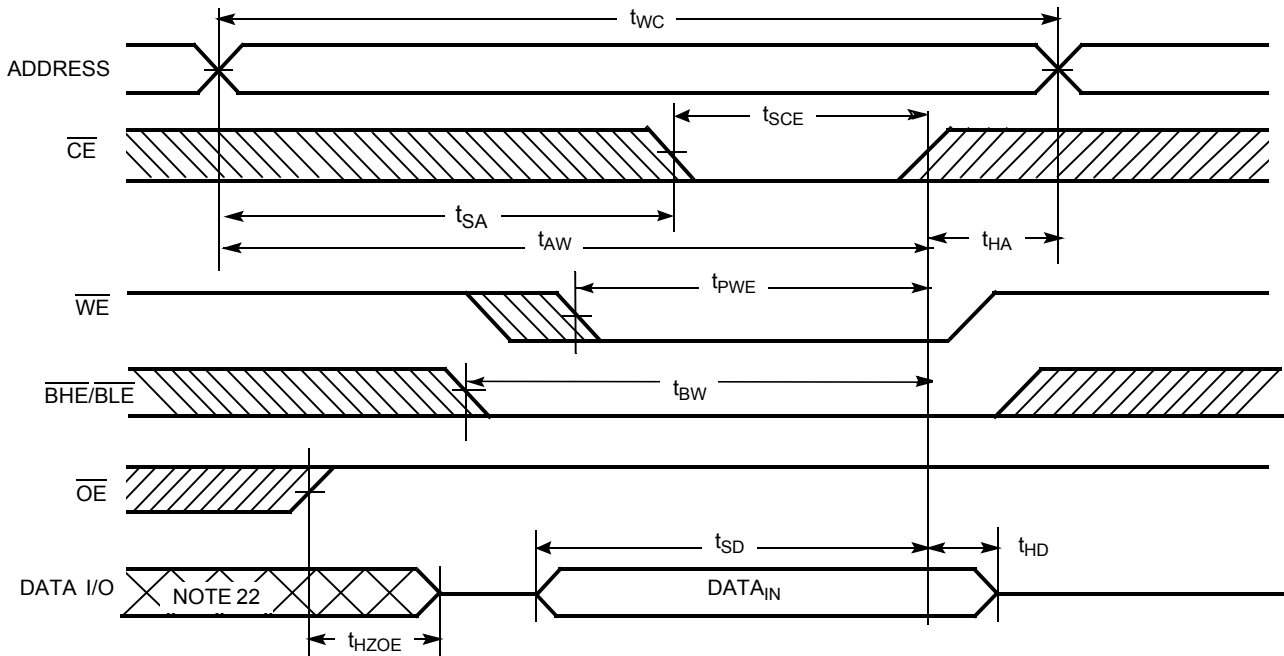 tWC
ADDRESS
tSCE
CE
tSA
tAW
tHA
tPWE
WE
tBW
BHE/BLE
OE
tSD
tHD
DATA I/O
NOTE 22
DATAIN
tHZOE